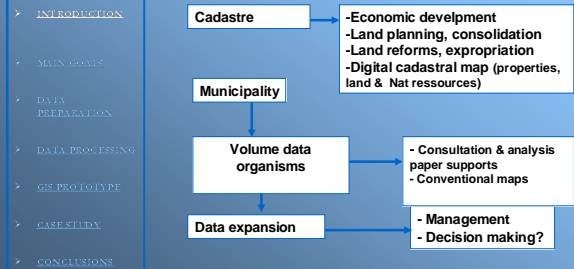 INTRODUCTION
MAIN GOALS
DATA
PREPARATION
DATA PROCESSING
GIS PROTOTYPE
CASE STUDY
CONCLUSIONS
Cadastre
-Economic develpment
-Land planning, consolidation
-Land reforms, expropriation
-Digital cadastral map (properties,
land & Nat ressources)
Municipality
Volume data
organisms
- Consultation & analysis
paper supports
- Conventional maps
Data expansion
- Management
- Decision making?